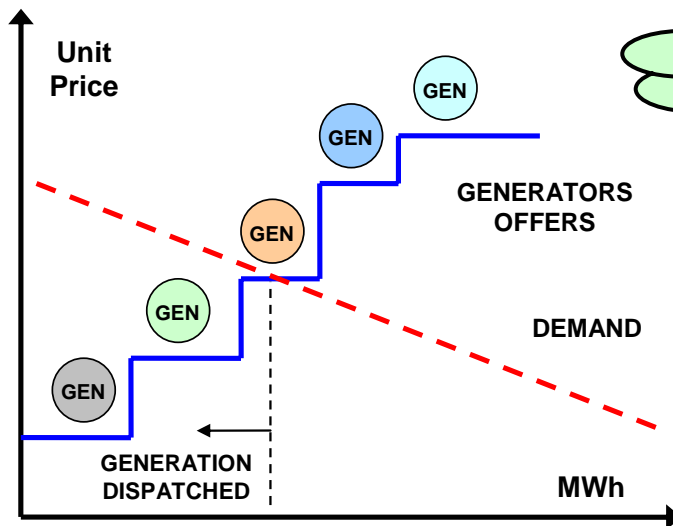 Unit
Price
GEN
GEN
GEN
GENERATORS
OFFERS
GEN
GEN
DEMAND
GEN
GENERATION
DISPATCHED
MWh